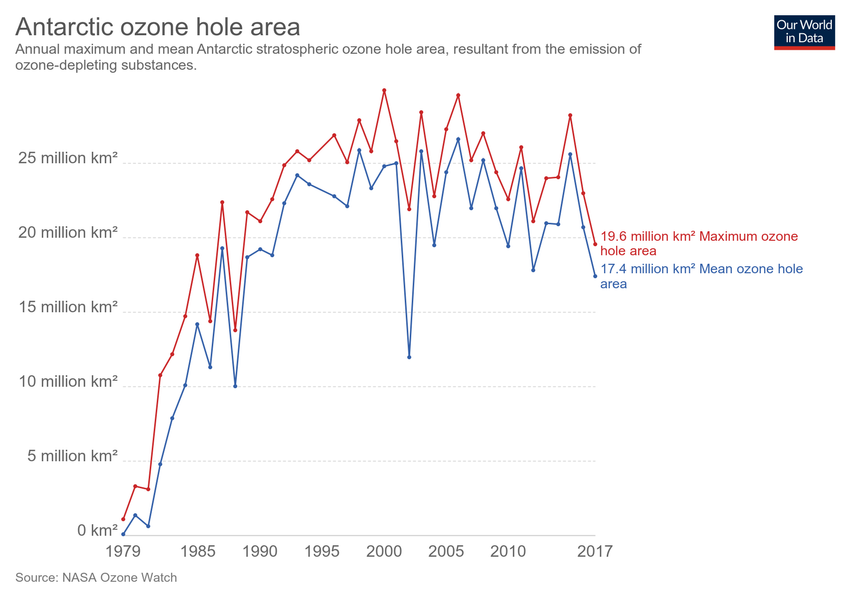 Antarctic ozone hole area
Annual maximum and mean Antarctic stratospheric ozone hole area, resultant from the emission of
ozone-depleting substances.
Our World
in Data
25 million km²
20 million km²
15 million km²
10 million km²
5 million km²
0 km²
19.6 million km² Maximum ozone
hole area
17.4 million km² Mean ozone hole
area
1979 1985 1990 1995 2000 2005 2010 2017
Source: NASA Ozone Watch